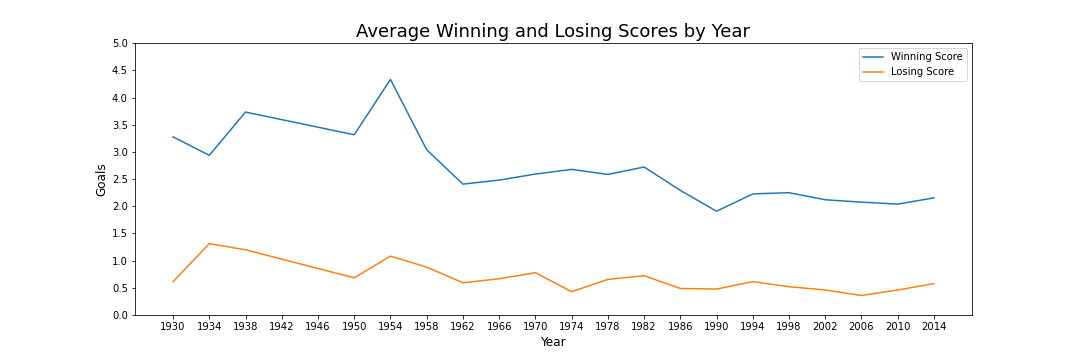 Average Winning and Losing Scores by Year
5.0
4.5
4.0
3.5
3.0
2.5
2.0
1.5
1.0
0.5
0.0
Goals
Winning Score
Losing Score
1930 1934 1938 1942 1946 1950 1954 1958 1962 1966 1970 1974 1978 1982 1986 1990 1994 1998 2002 2006 2010 2014
Year